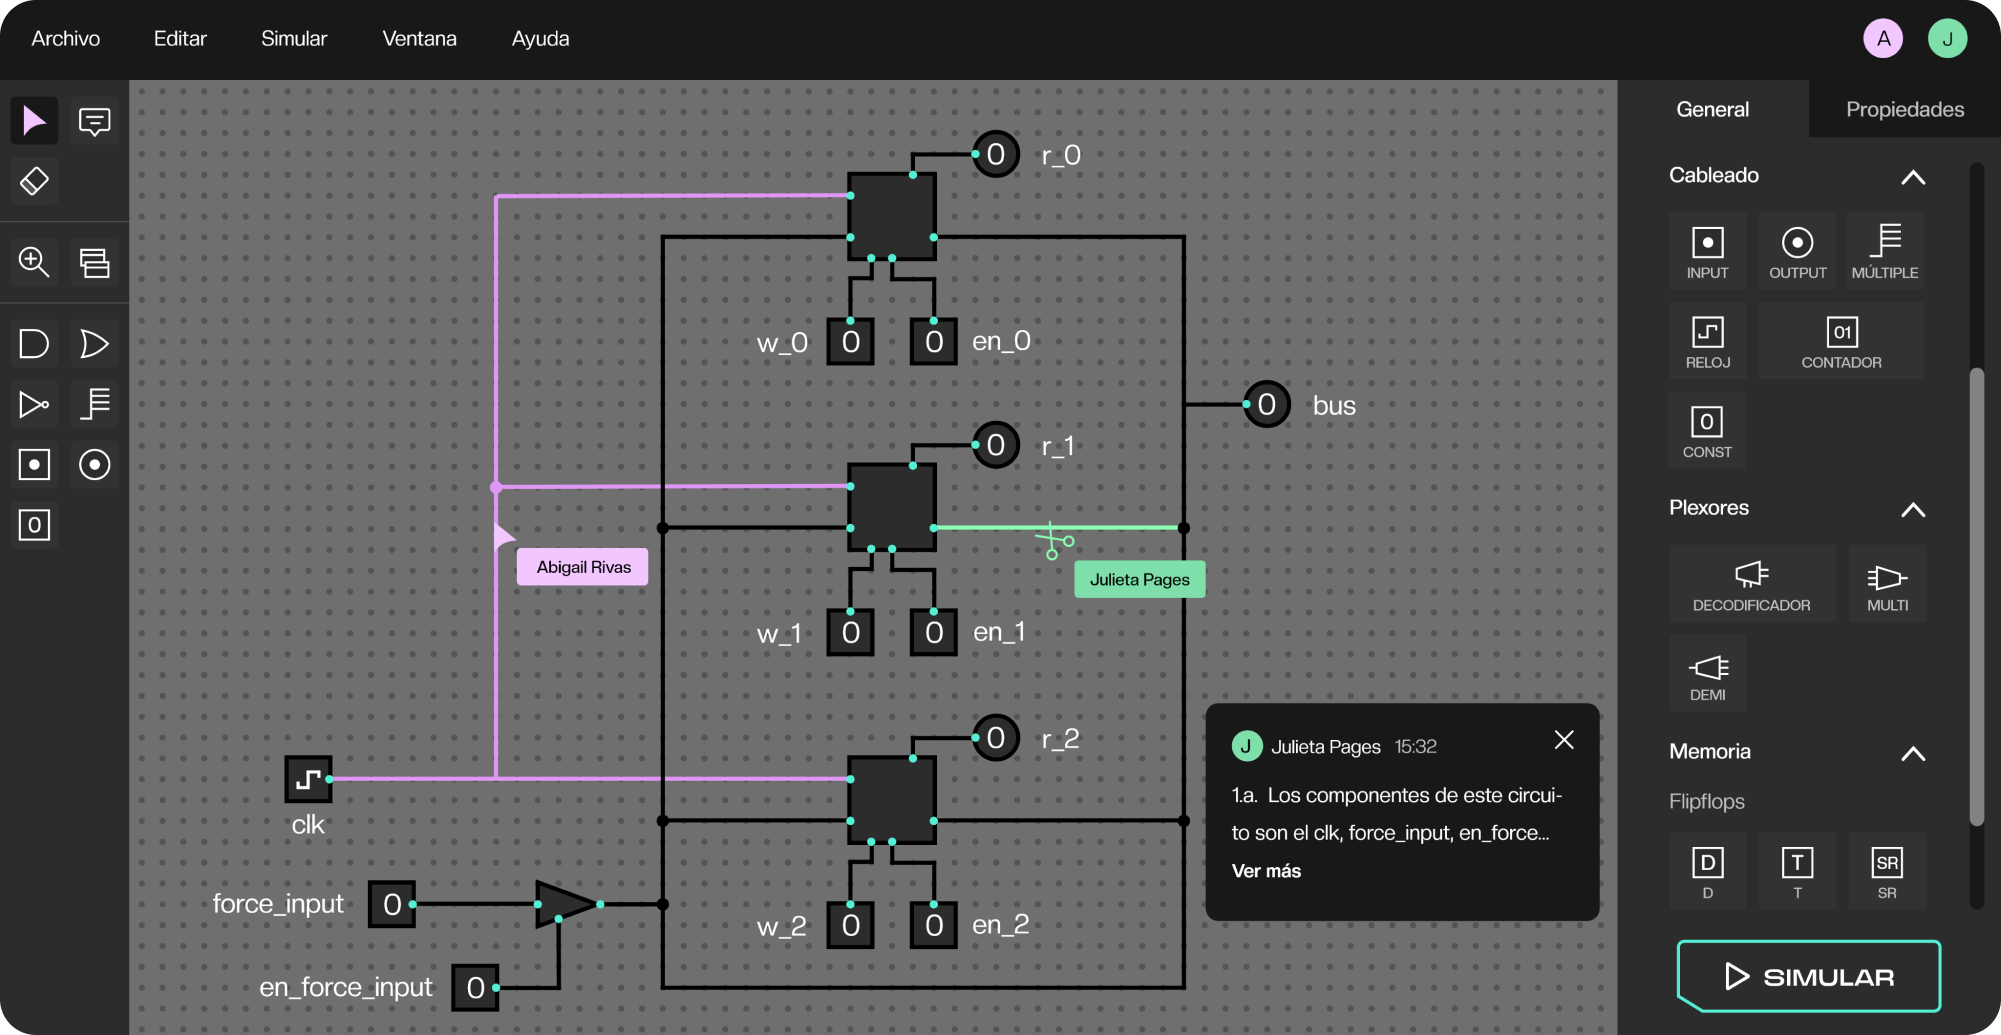 Archivo Editar Simular Ventana Ayuda
A J
General Propiedades
Cableado
INPUT OUTPUT MÚLTIPLE
01
RELOJ CONTADOR
0
CONST
Plexores
DECODIFICADOR MULTI
DEMI
Memoria
Flipflops
D T SR
D T SR
SIMULAR
0
0 r_0
w_0 0 0 en_0
0 bus
0 r_1
Abigail Rivas
Julieta Pages
w_1 0 0 en_1
0 r_2
clk
force_input 0
w_2 0 0 en_2
en_force_input 0
J Julieta Pages 15:32
1.a. Los componentes de este circui-
to son el clk, force_input, en_force...
Ver más